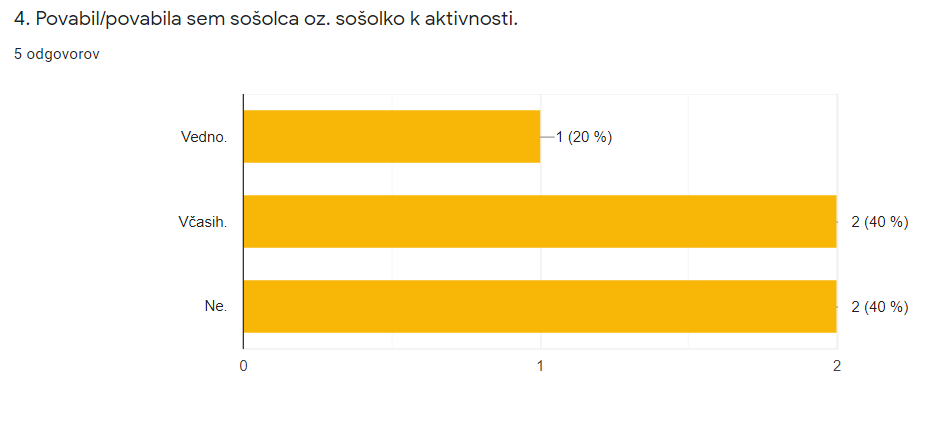 4. Povabil/povabila sem sošolca oz. sošolko k aktivnosti.
5 odgovorov
Vedno.
1 (20 %)
Včasih.
2 (40 %)
Ne.
2 (40 %)
0
1
2